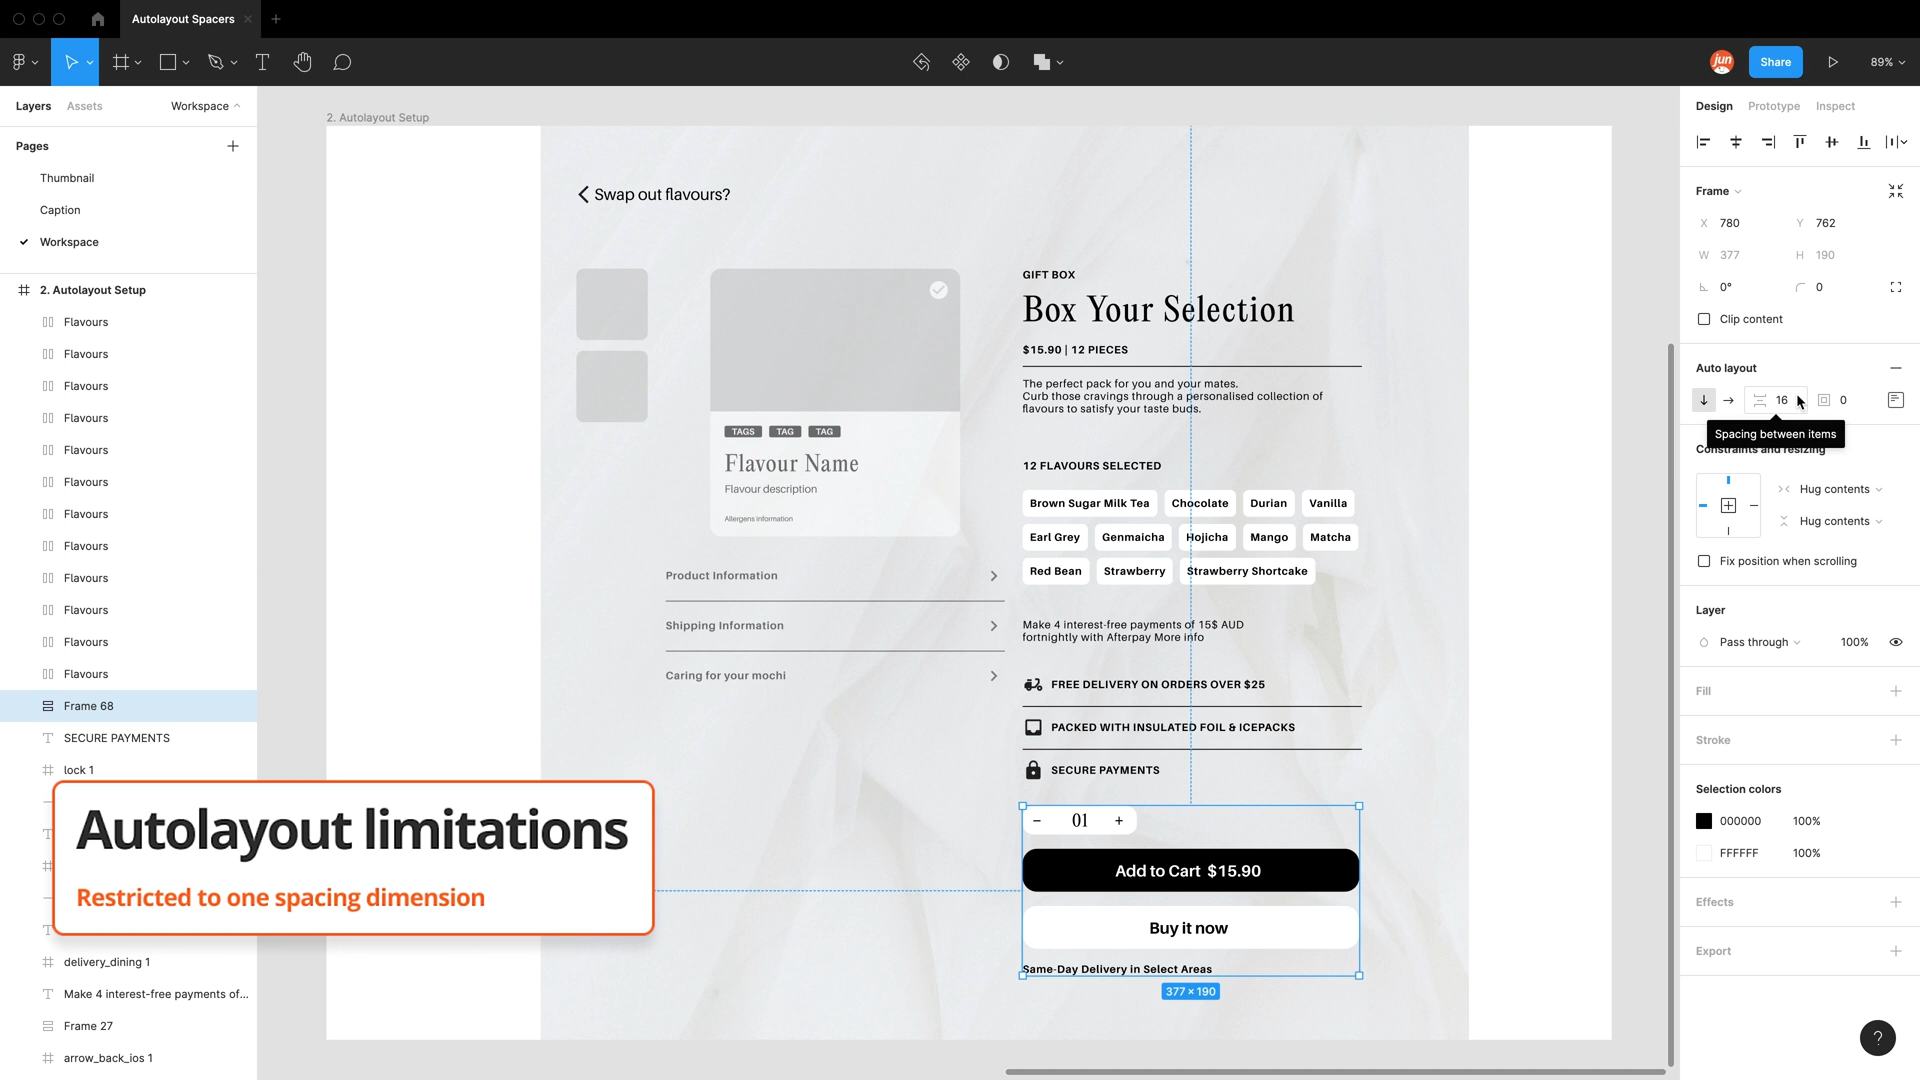 Autolayout Spacers
jun
Share
89%
Layers
Assets
Workspace
Pages
Thumbnail
Caption
Workspace
2. Autolayout Setup
Flavours
Flavours
Flavours
Flavours
Flavours
Flavours
Flavours
Flavours
Flavours
Flavours
Flavours
Flavours
Frame 68
SECURE PAYMENTS
lock 1
delivery_dining 1
Make 4 interest-free payments of...
Frame 27
arrow_back_ios 1
Autolayout limitations
Restricted to one spacing dimension
2. Autolayout Setup
Swap out flavours?
TAGS
TAG
TAG
Flavour Name
Flavour description
Allergens information
Product Information
Shipping Information
Caring for your mochi
GIFT BOX
Box Your Selection
$15.90 | 12 PIECES
The perfect pack for you and your mates.
Curb those cravings through a personalised collection of
flavours to satisfy your taste buds.
12 FLAVOURS SELECTED
Brown Sugar Milk Tea
Chocolate
Durian
Vanilla
Earl Grey
Genmaicha
Hojicha
Mango
Matcha
Red Bean
Strawberry
Strawberry Shortcake
Make 4 interest-free payments of 15$ AUD
fortnightly with Afterpay More info
FREE DELIVERY ON ORDERS OVER $25
PACKED WITH INSULATED FOIL & ICEPACKS
SECURE PAYMENTS
− 01 +
Add to Cart $15.90
Buy it now
Same-Day Delivery in Select Areas
377 × 190
Design
Prototype
Inspect
Frame
X 780
Y 762
W 377
H 190
0°
0
Clip content
Auto layout
16
0
Spacing between items
Constraints and resizing
Hug contents
Hug contents
Fix position when scrolling
Layer
Pass through
100%
Fill
Stroke
Selection colors
000000
100%
FFFFFF
100%
Effects
Export
?